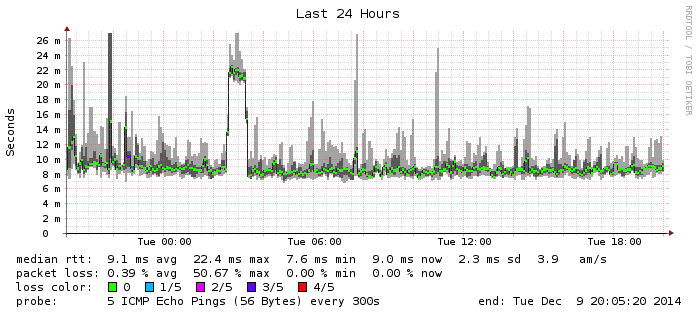 Last 24 Hours
RRDTOOL / TOBI OETIKER
Seconds
26 m
24 m
22 m
20 m
18 m
16 m
14 m
12 m
10 m
8 m
6 m
4 m
2 m
0
Tue 00:00 Tue 06:00 Tue 12:00 Tue 18:00
median rtt: 9.1 ms avg 22.4 ms max 7.6 ms min 9.0 ms now 2.3 ms sd 3.9 am/s
packet loss: 0.39 % avg 50.67 % max 0.00 % min 0.00 % now
loss color: 0 1/5 2/5 3/5 4/5
probe: 5 ICMP Echo Pings (56 Bytes) every 300s end: Tue Dec 9 20:05:20 2014